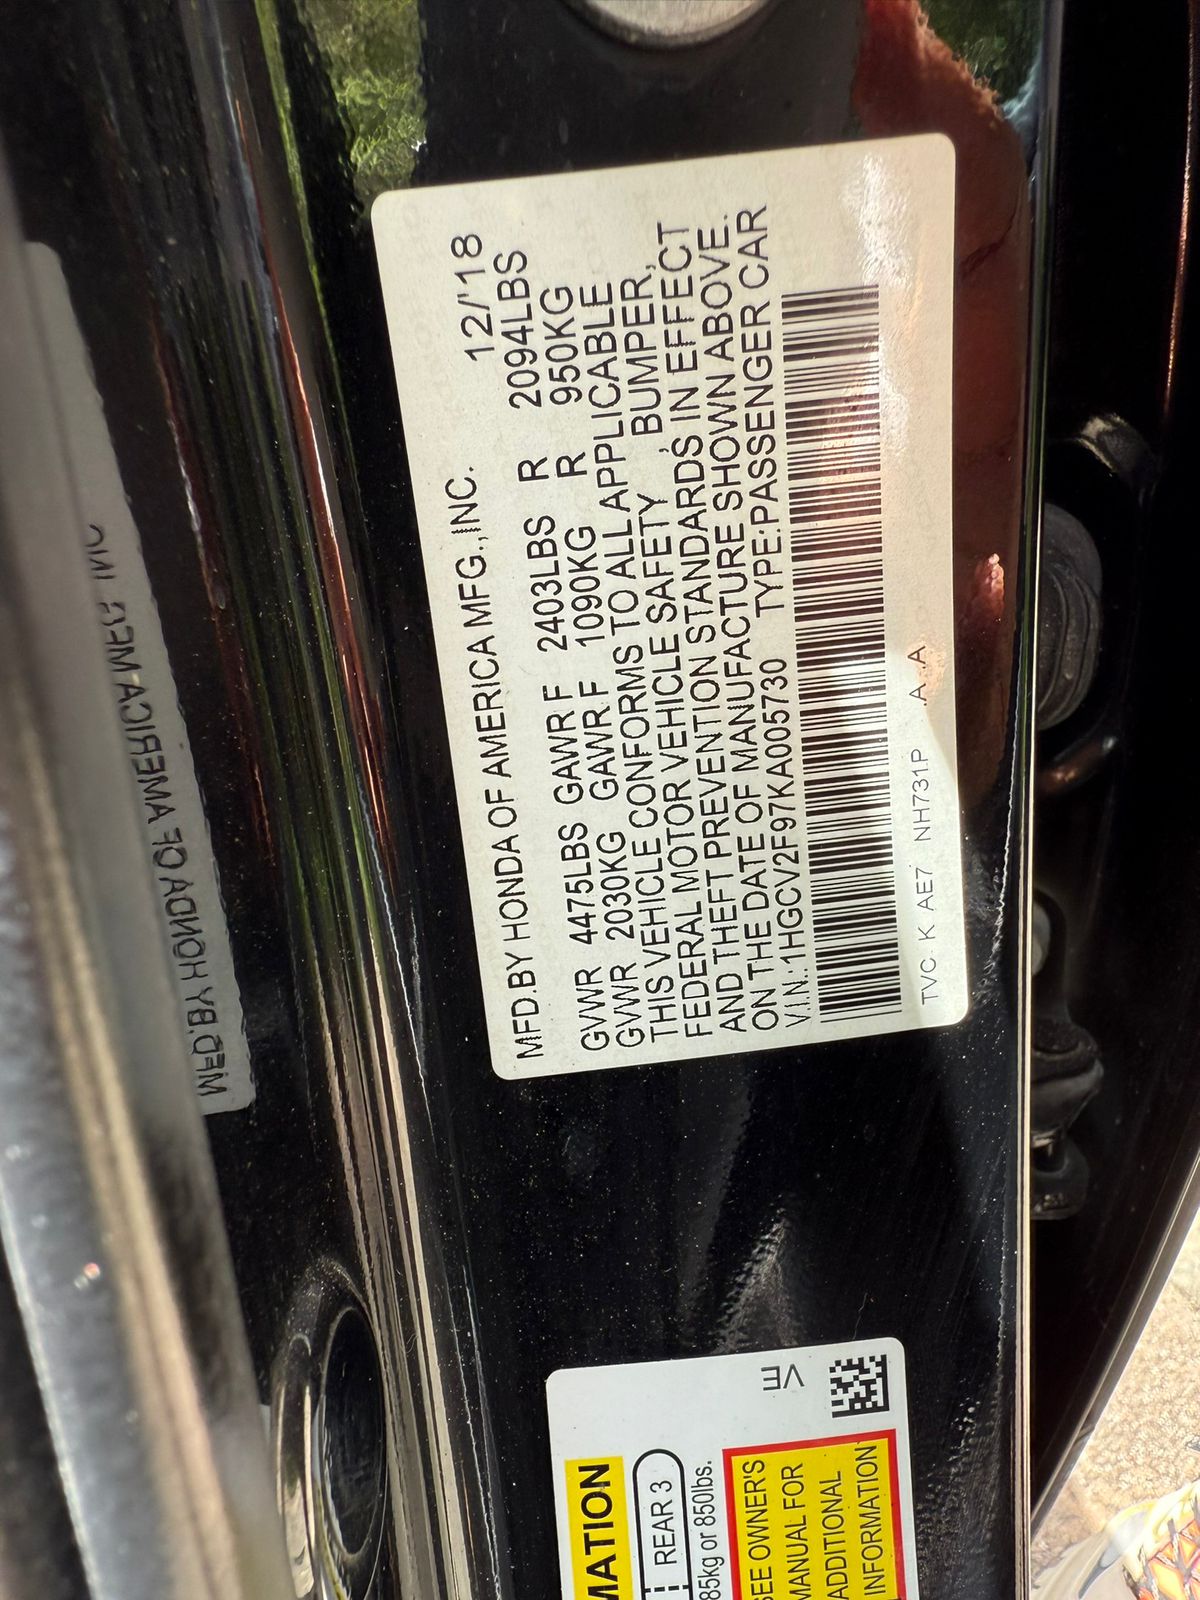 MFD.BY HONDA OF AMERICA MFG.,INC. 12/'18
GVWR 4475LBS GAWR F 2403LBS R 2094LBS
GVWR 2030KG GAWR F 1090KG R 950KG
THIS VEHICLE CONFORMS TO ALL APPLICABLE
FEDERAL MOTOR VEHICLE SAFETY, BUMPER,
AND THEFT PREVENTION STANDARDS IN EFFECT
ON THE DATE OF MANUFACTURE SHOWN ABOVE.
V.I.N.:1HGCV2F97KA005730 TYPE:PASSENGER CAR
TVC K AE7 NH731P .A .A
MFD.BY HONDA OF AMERICA MFG., INC
VE
MATION
REAR 3
85kg or 850lbs.
SEE OWNER'S
MANUAL FOR
ADDITIONAL
INFORMATION